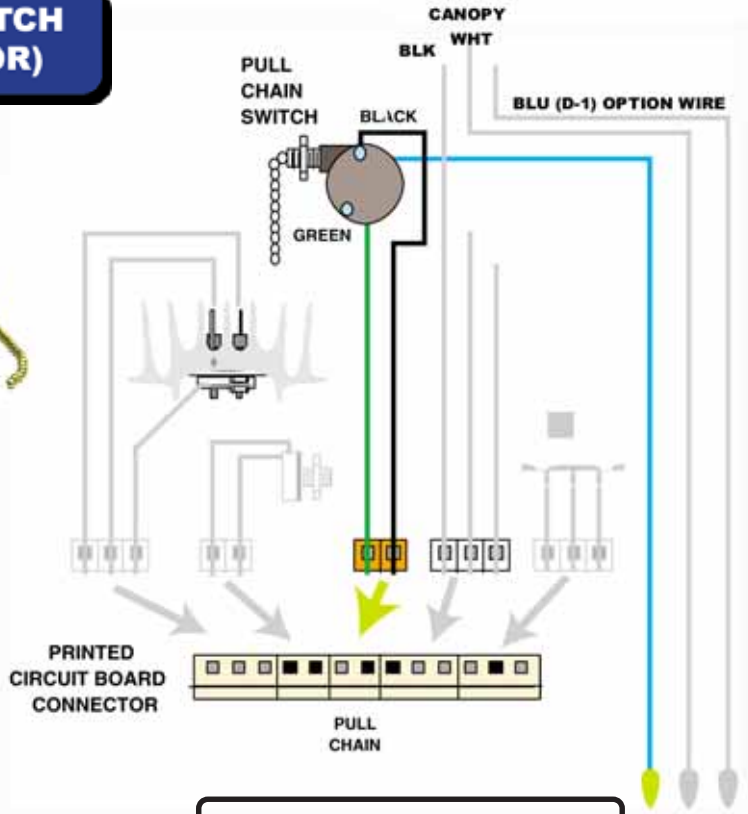 OR)
CANOPY
WHT
BLK
BLU (D-1) OPTION WIRE
PULL
CHAIN
SWITCH
BLACK
GREEN
PRINTED
CIRCUIT BOARD
CONNECTOR
PULL
CHAIN